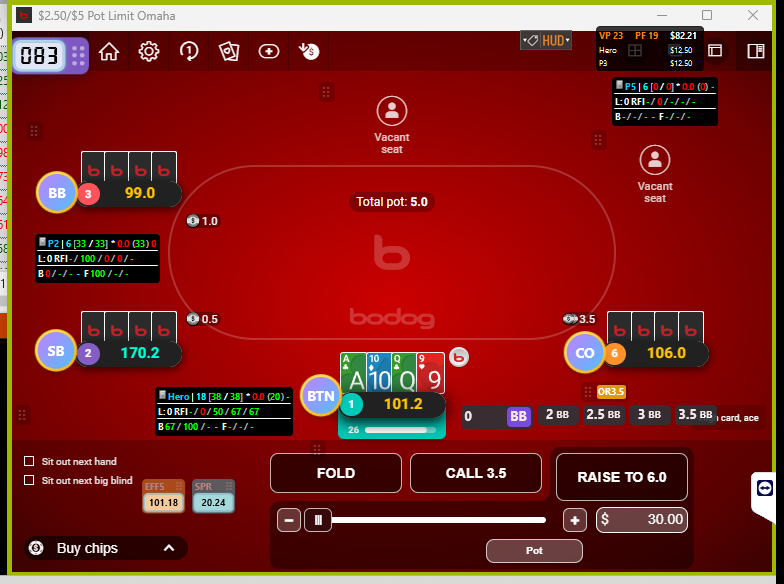 $2.50/$5 Pot Limit Omaha
083
HUD
VP 23 PF 19 $82.21
Hero $12.50
P3 $12.50
P5 | 6 [0 / 0] * 0.0 (0) -
L: 0 RFI - / 0 / - / - / -
B - / - / - - F - / - / -
Vacant
seat
Vacant
seat
BB
3
99.0
Total pot: 5.0
1.0
P2 | 6 [33 / 33] * 0.0 (33) 0
L: 0 RFI - / 100 / 0 / 0 / -
B 0 / - / - - F 100 / - / -
b
bodog
SB
2
170.2
0.5
3.5
CO
6
106.0
OR3.5
A 10 Q 9
A 10 Q 9
b
BTN
1
101.2
26
Hero | 18 [38 / 38] * 0.0 (20) -
L: 0 RFI - / 0 / 50 / 67 / 67
B 67 / 100 / - - F - / - / -
0 BB
2 BB
2.5 BB
3 BB
3.5 BB
card, ace
Sit out next hand
Sit out next big blind
EFFS
101.18
SPR
20.24
FOLD
CALL 3.5
RAISE TO 6.0
$ 30.00
Pot
Buy chips